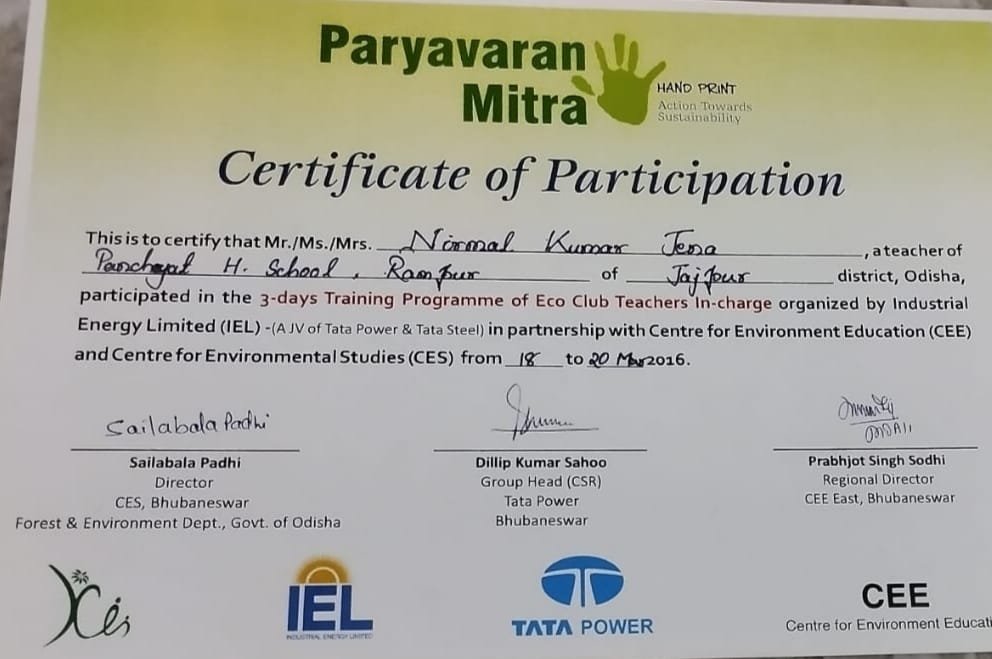 Paryavaran
Mitra
HAND PRINT
Action Towards
Sustainability
Certificate of Participation
This is to certify that Mr./Ms./Mrs. Nirmal Kumar Jena, a teacher of
Panchayat H. School, Rampur of Jajpur district, Odisha,
participated in the 3-days Training Programme of Eco Club Teachers In-charge organized by Industrial
Energy Limited (IEL) -(A JV of Tata Power & Tata Steel) in partnership with Centre for Environment Education (CEE)
and Centre for Environmental Studies (CES) from 18 to 20 Mar 2016.
Sailabala Padhi
Sailabala Padhi
Director
CES, Bhubaneswar
Forest & Environment Dept., Govt. of Odisha
Dillip Kumar Sahoo
Group Head (CSR)
Tata Power
Bhubaneswar
Prabhjot Singh Sodhi
Regional Director
CEE East, Bhubaneswar
Ces
IEL
INDUSTRIAL ENERGY LIMITED
TATA POWER
CEE
Centre for Environment Educati